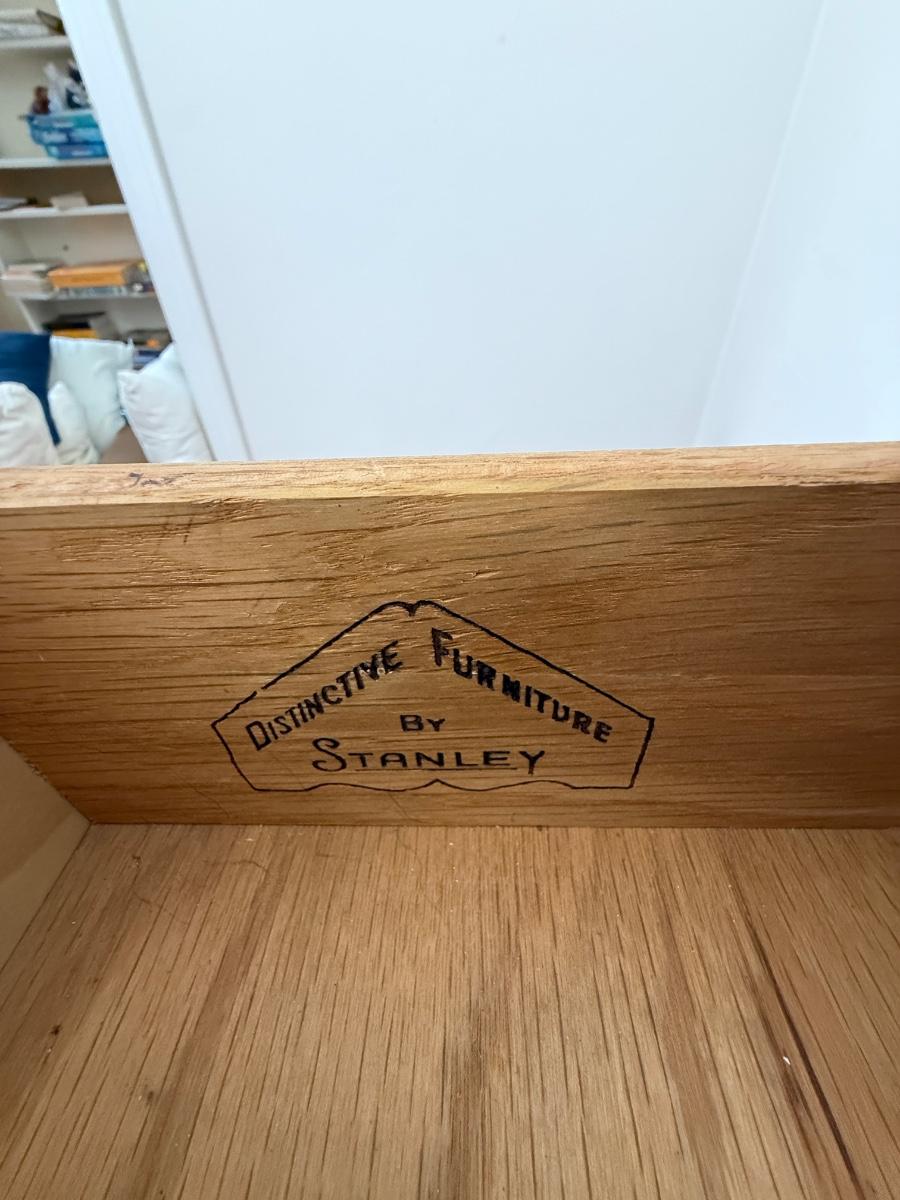 Distinctive Furniture
By
Stanley